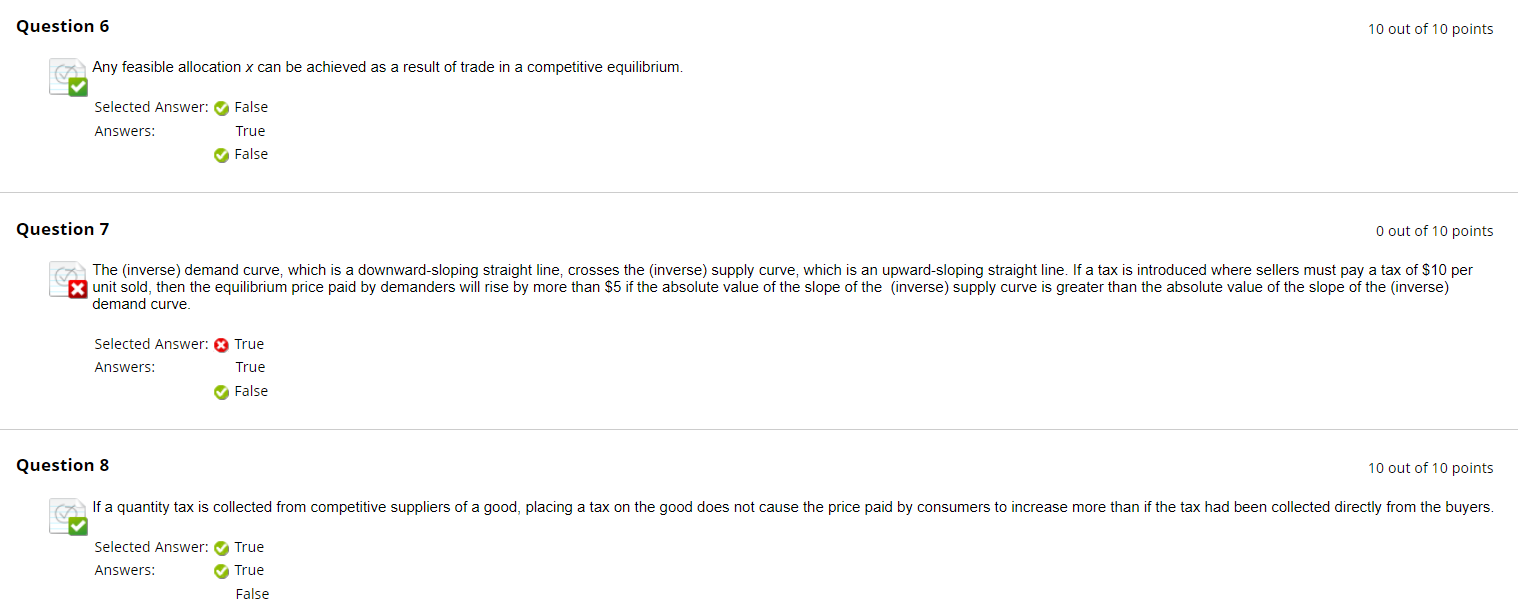 Question 6
10 out of 10 points
Any feasible allocation x can be achieved as a result of trade in a competitive equilibrium.
Selected Answer: False
Answers: True
False
Question 7
0 out of 10 points
The (inverse) demand curve, which is a downward-sloping straight line, crosses the (inverse) supply curve, which is an upward-sloping straight line. If a tax is introduced where sellers must pay a tax of $10 per
unit sold, then the equilibrium price paid by demanders will rise by more than $5 if the absolute value of the slope of the (inverse) supply curve is greater than the absolute value of the slope of the (inverse)
demand curve.
Selected Answer: True
Answers: True
False
Question 8
10 out of 10 points
If a quantity tax is collected from competitive suppliers of a good, placing a tax on the good does not cause the price paid by consumers to increase more than if the tax had been collected directly from the buyers.
Selected Answer: True
Answers: True
False